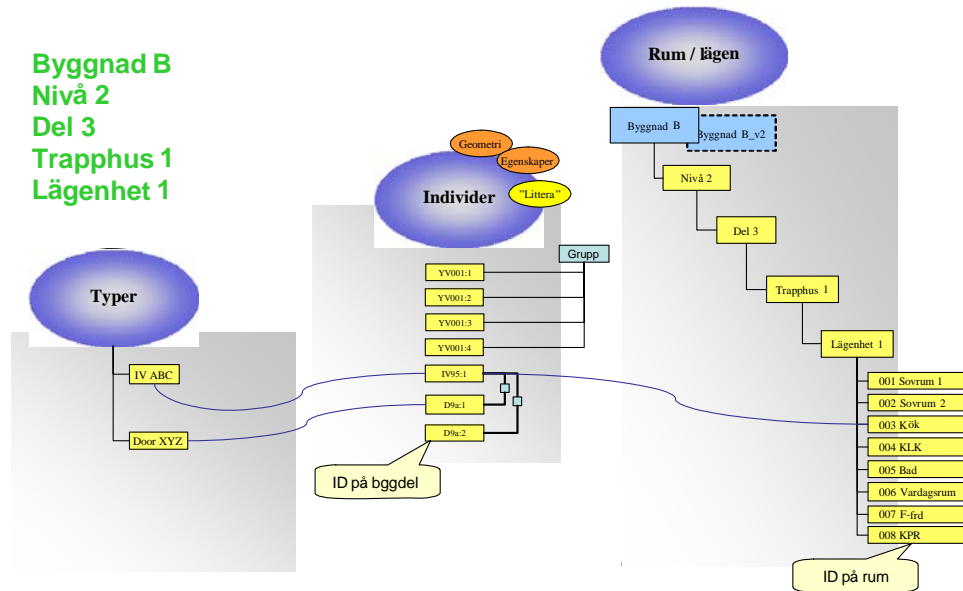 Byggnad B
Nivå 2
Del 3
Trapphus 1
Lägenhet 1
Typer
IV ABC
Door XYZ
Geometri
Egenskaper
"Littera"
Individer
Grupp
YV001:1
YV001:2
YV001:3
YV001:4
IV95:1
D9a:1
D9a:2
ID på bggdel
Rum / lägen
Byggnad B
Byggnad B_v2
Nivå 2
Del 3
Trapphus 1
Lägenhet 1
001 Sovrum 1
002 Sovrum 2
003 Kök
004 KLK
005 Bad
006 Vardagsrum
007 F-frd
008 KPR
ID på rum